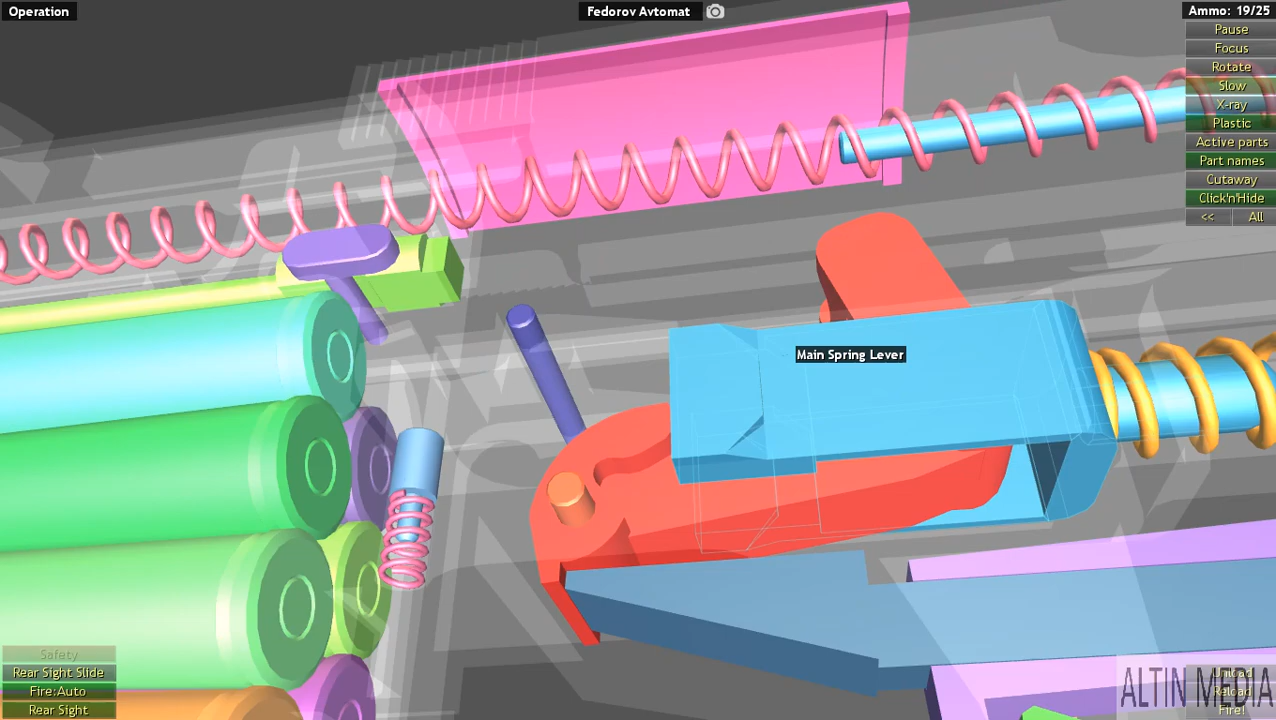 Operation
Fedorov Avtomat
Ammo: 19/25
Pause
Focus
Rotate
Slow
X-ray
Plastic
Active parts
Part names
Cutaway
Click'n'Hide
<< All
Main Spring Lever
Safety
Rear Sight Slide
Fire:Auto
Rear Sight
Unload
Reload
Fire!
ALTIN MEDIA